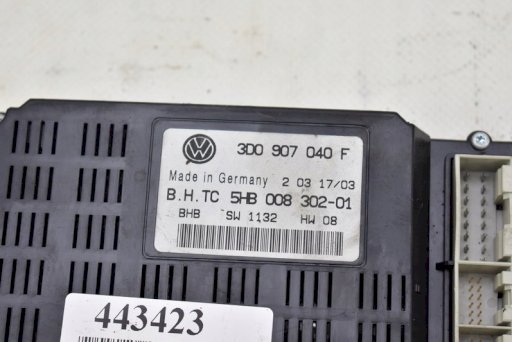 3D0 907 040 F
Made in Germany 2 03 17/03
B.H.TC 5HB 008 302-01
BHB SW 1132 HW 08
443423